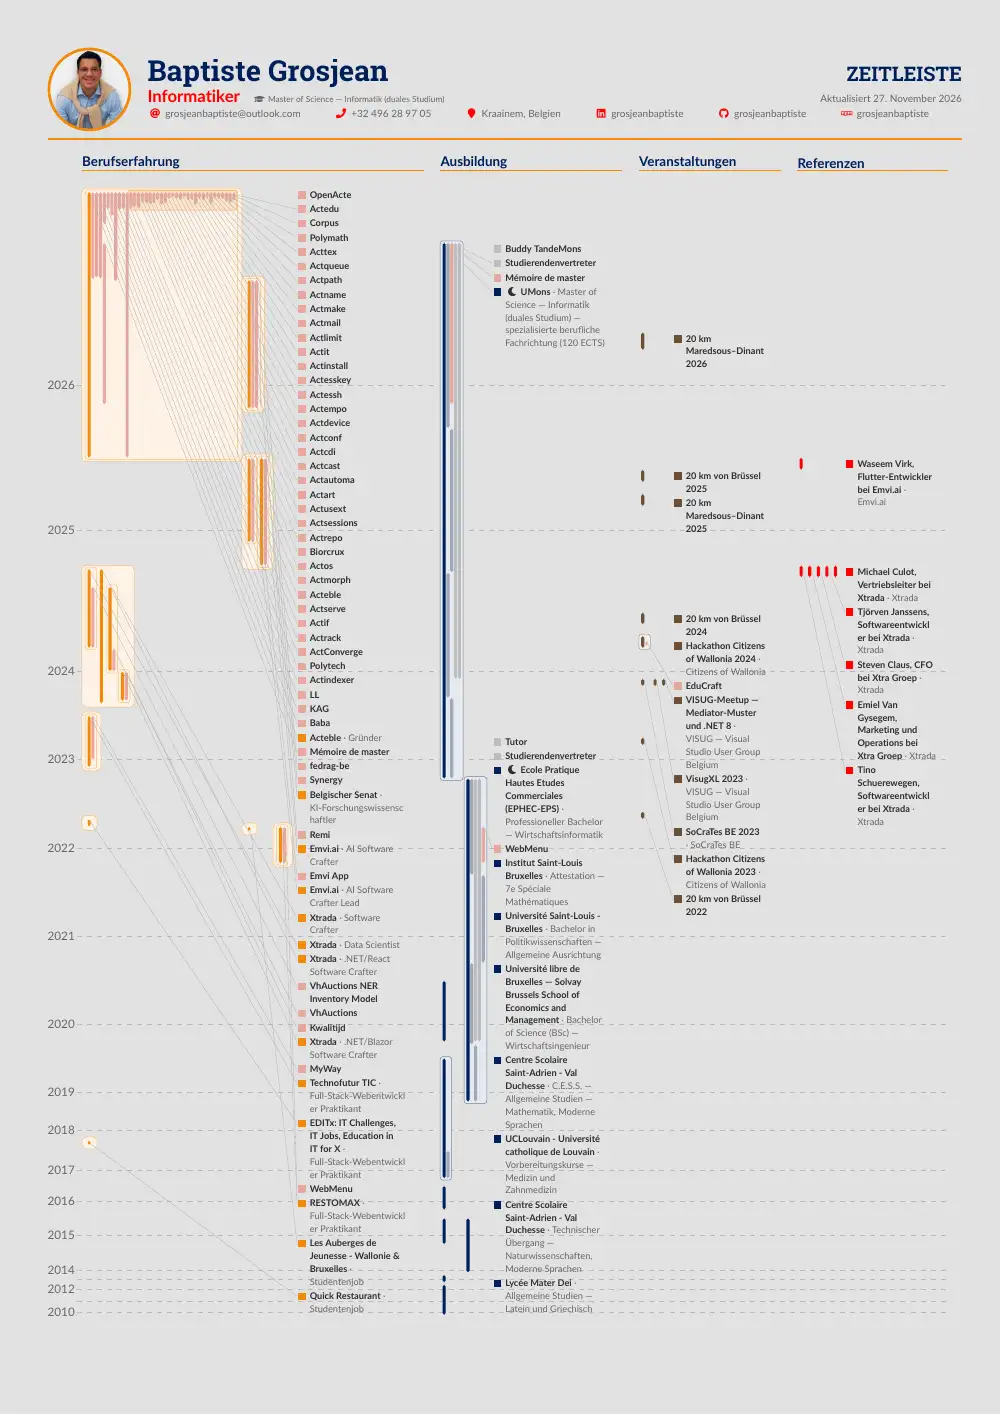 Baptiste Grosjean
ZEITLEISTE
Informatiker
Master of Science — Informatik (duales Studium)
Aktualisiert 27. November 2026
grosjeanbaptiste@outlook.com
+32 496 28 97 05
Kraainem, Belgien
grosjeanbaptiste
grosjeanbaptiste
grosjeanbaptiste
Berufserfahrung
OpenActe
Actedu
Corpus
Polymath
Acttex
Actqueue
Actpath
Actname
Actmake
Actmail
Actlimit
Actit
Actinstall
Actesskey
Actessh
Actempo
Actdevice
Actconf
Actcdi
Actcast
Actautoma
Actart
Actusext
Actsessions
Actrepo
Biorcrux
Actos
Actmorph
Acteble
Actserve
Actif
Actrack
ActConverge
Polytech
Actindexer
LL
KAG
Baba
Acteble · Gründer
Mémoire de master
fedrag-be
Synergy
Belgischer Senat ·
KI-Forschungswissensc
haftler
Remi
Emvi.ai · AI Software
Crafter
Emvi App
Emvi.ai · AI Software
Crafter Lead
Xtrada · Software
Crafter
Xtrada · Data Scientist
Xtrada · .NET/React
Software Crafter
VhAuctions NER
Inventory Model
VhAuctions
Kwalitijd
Xtrada · .NET/Blazor
Software Crafter
MyWay
Technofutur TIC ·
Full-Stack-Webentwickl
er Praktikant
EDITx: IT Challenges,
IT Jobs, Education in
IT for X ·
Full-Stack-Webentwickl
er Praktikant
WebMenu
RESTOMAX ·
Full-Stack-Webentwickl
er Praktikant
Les Auberges de
Jeunesse - Wallonie &
Bruxelles ·
Studentenjob
Quick Restaurant ·
Studentenjob
Ausbildung
Buddy TandeMons
Studierendenvertreter
Mémoire de master
UMons · Master of
Science — Informatik
(duales Studium) —
spezialisierte berufliche
Fachrichtung (120 ECTS)
Tutor
Studierendenvertreter
Ecole Pratique
Hautes Etudes
Commerciales
(EPHEC-EPS) ·
Professioneller Bachelor
— Wirtschaftsinformatik
WebMenu
Institut Saint-Louis
Bruxelles · Attestation —
7e Spéciale
Mathématiques
Université Saint-Louis -
Bruxelles · Bachelor in
Politikwissenschaften —
Allgemeine Ausrichtung
Université libre de
Bruxelles — Solvay
Brussels School of
Economics and
Management · Bachelor
of Science (BSc) —
Wirtschaftsingenieur
Centre Scolaire
Saint-Adrien - Val
Duchesse · C.E.S.S. —
Allgemeine Studien —
Mathematik, Moderne
Sprachen
UCLouvain - Université
catholique de Louvain ·
Vorbereitungskurse —
Medizin und
Zahnmedizin
Centre Scolaire
Saint-Adrien - Val
Duchesse · Technischer
Übergang —
Naturwissenschaften,
Moderne Sprachen
Lycée Mater Dei ·
Allgemeine Studien —
Latein und Griechisch
Veranstaltungen
20 km
Maredsous–Dinant
2026
20 km von Brüssel
2025
20 km
Maredsous–Dinant
2025
20 km von Brüssel
2024
Hackathon Citizens
of Wallonia 2024 ·
Citizens of Wallonia
EduCraft
VISUG-Meetup —
Mediator-Muster
und .NET 8 ·
VISUG — Visual
Studio User Group
Belgium
VisugXL 2023 ·
VISUG — Visual
Studio User Group
Belgium
SoCraTes BE 2023
· SoCraTes BE
Hackathon Citizens
of Wallonia 2023 ·
Citizens of Wallonia
20 km von Brüssel
2022
Referenzen
Waseem Virk,
Flutter-Entwickler
bei Emvi.ai ·
Emvi.ai
Michael Culot,
Vertriebsleiter bei
Xtrada · Xtrada
Tjörven Janssens,
Softwareentwickl
er bei Xtrada ·
Xtrada
Steven Claus, CFO
bei Xtra Groep ·
Xtrada
Emiel Van
Gysegem,
Marketing und
Operations bei
Xtra Groep · Xtrada
Tino
Schuerewegen,
Softwareentwickl
er bei Xtrada ·
Xtrada
2026
2025
2024
2023
2022
2021
2020
2019
2018
2017
2016
2015
2014
2012
2010